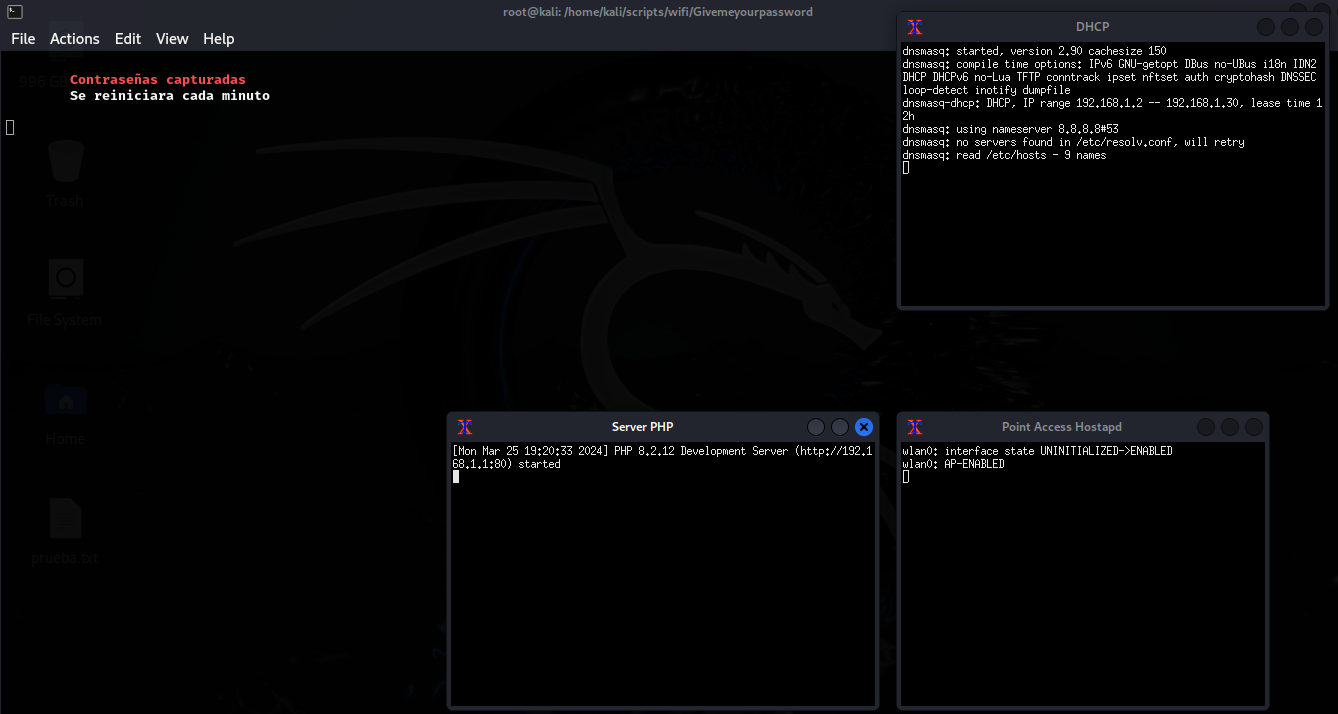 root@kali: /home/kali/scripts/wifi/Givemeyourpassword
File Actions Edit View Help
Contraseñas capturadas
Se reiniciara cada minuto
996 GB
Trash
File System
Home
prueba.txt
DHCP
dnsmasq: started, version 2.90 cachesize 150
dnsmasq: compile time options: IPv6 GNU-getopt DBus no-UBus i18n IDN2
DHCP DHCPv6 no-Lua TFTP conntrack ipset nftset auth cryptohash DNSSEC
loop-detect inotify dumpfile
dnsmasq-dhcp: DHCP, IP range 192.168.1.2 -- 192.168.1.30, lease time 1
2h
dnsmasq: using nameserver 8.8.8.8#53
dnsmasq: no servers found in /etc/resolv.conf, will retry
dnsmasq: read /etc/hosts - 9 names
Server PHP
[Mon Mar 25 19:20:33 2024] PHP 8.2.12 Development Server (http://192.1
68.1.1:80) started
Point Access Hostapd
wlan0: interface state UNINITIALIZED->ENABLED
wlan0: AP-ENABLED